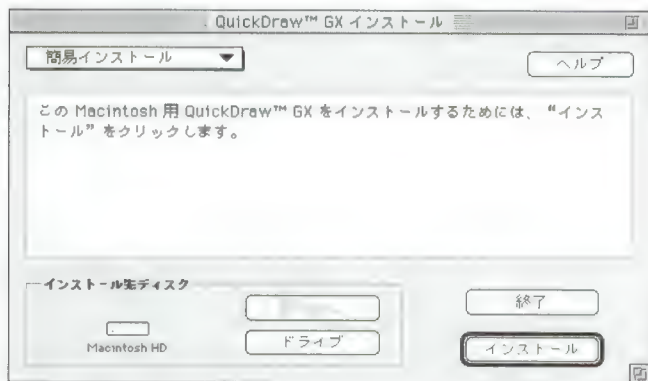 QuickDraw™ GX インストール
簡易インストール
ヘルプ
この Macintosh 用 QuickDraw™ GX をインストールするためには、“インス
トール”をクリックします。
インストール先ディスク
Macintosh HD
ドライブ
終了
インストール